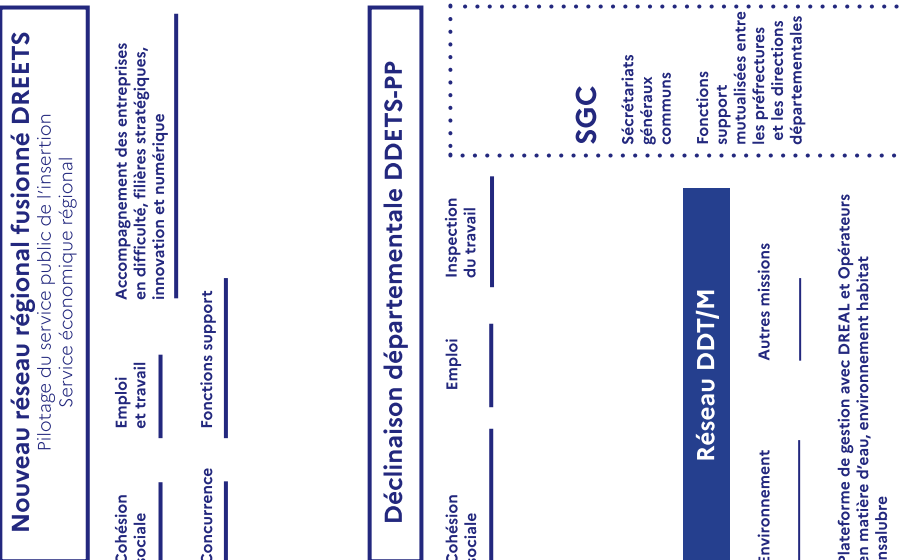 Nouveau réseau régional fusionné DREETS
Pilotage du service public de l'insertion
Service économique régional
Cohésion
sociale
Emploi
et travail
Accompagnement des entreprises
en difficulté, filières stratégiques,
innovation et numérique
Concurrence
Fonctions support
Déclinaison départementale DDETS-PP
Cohésion
sociale
Emploi
Inspection
du travail
SGC
Sécrétariats
généraux
communs
Fonctions
support
mutualisées entre
les préfrectures
et les directions
départementales
Réseau DDT/M
Environnement
Autres missions
Plateforme de gestion avec DREAL et Opérateurs
en matière d'eau, environnement habitat
nsalubre